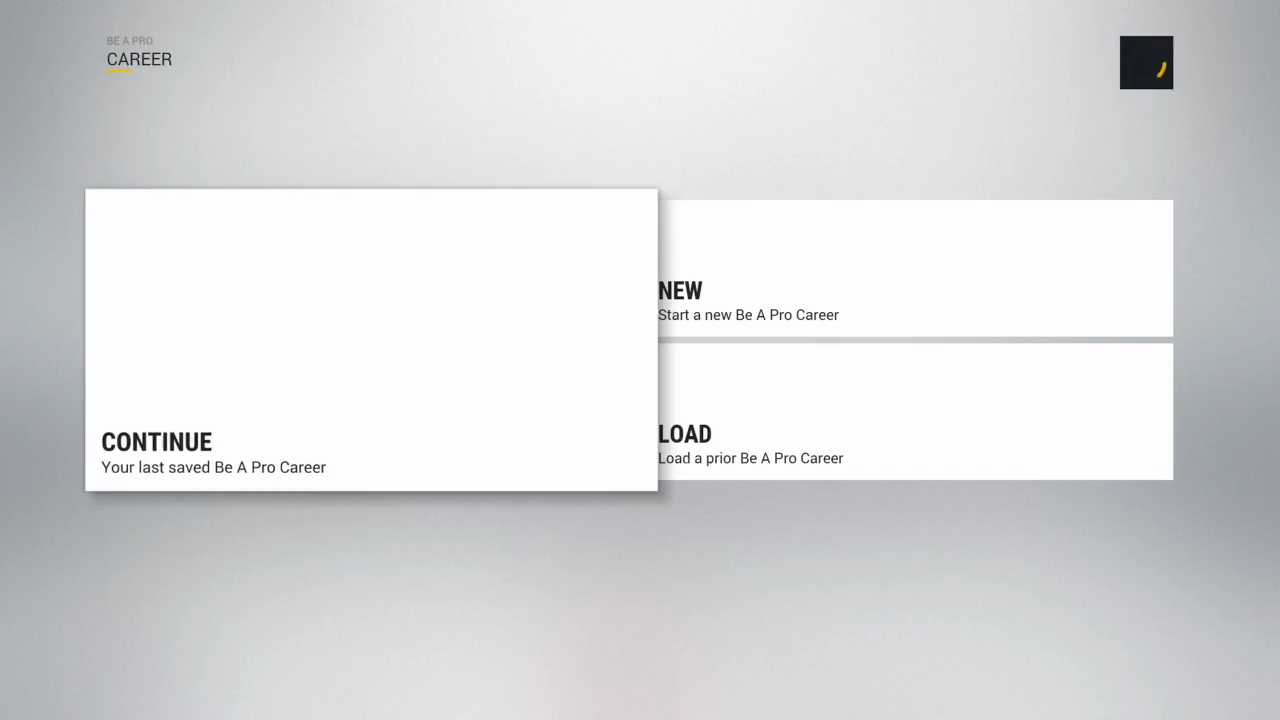 BE A PRO
CAREER
CONTINUE
Your last saved Be A Pro Career
NEW
Start a new Be A Pro Career
LOAD
Load a prior Be A Pro Career